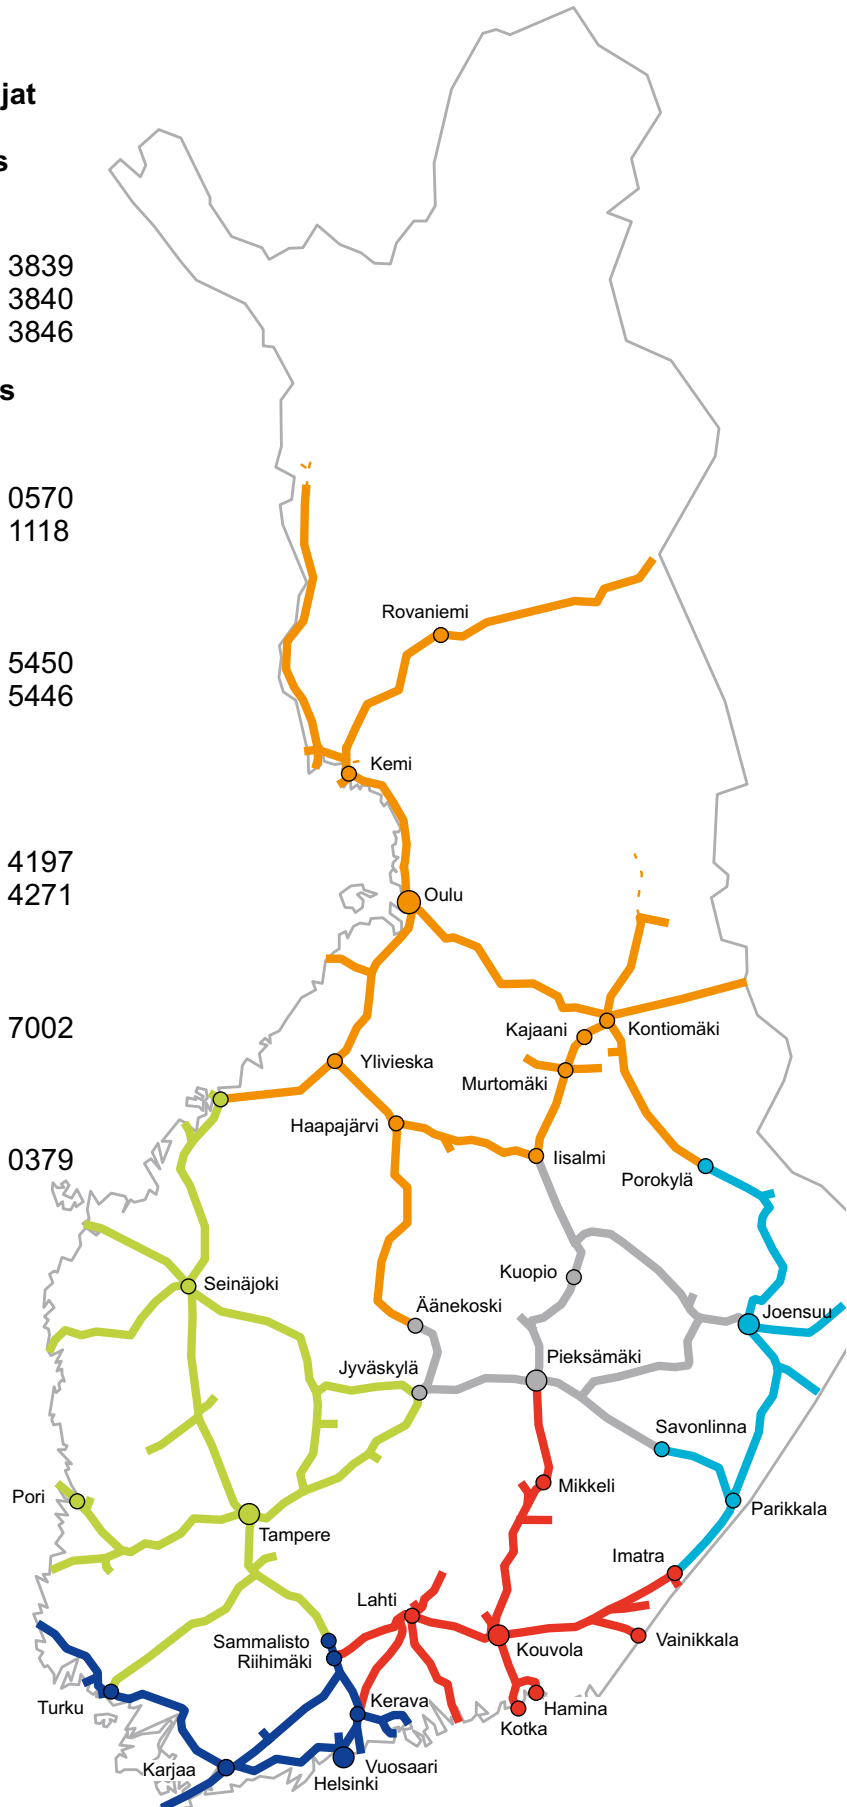 jat
s
3839
3840
3846
s
0570
1118
Rovaniemi
5450
5446
Kemi
4197
4271
Oulu
7002
Kajaani
Kontiomäki
Ylivieska
Murtomäki
Haapajärvi
Iisalmi
0379
Porokylä
Kuopio
Seinäjoki
Äänekoski
Joensuu
Jyväskylä
Pieksämäki
Savonlinna
Mikkeli
Pori
Parikkala
Tampere
Imatra
Lahti
Sammalisto
Riihimäki
Kouvola
Vainikkala
Turku
Kerava
Hamina
Kotka
Karjaa
Vuosaari
Helsinki